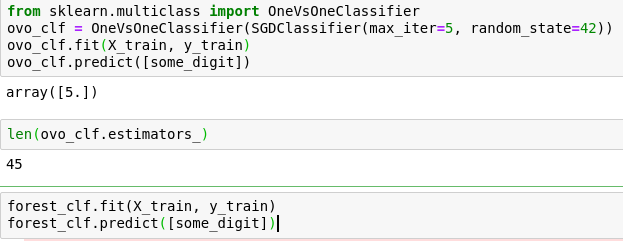 from sklearn.multiclass import OneVsOneClassifier
ovo_clf = OneVsOneClassifier(SGDClassifier(max_iter=5, random_state=42))
ovo_clf.fit(X_train, y_train)
ovo_clf.predict([some_digit])
array([5.])
len(ovo_clf.estimators_)
45
forest_clf.fit(X_train, y_train)
forest_clf.predict([some_digit])